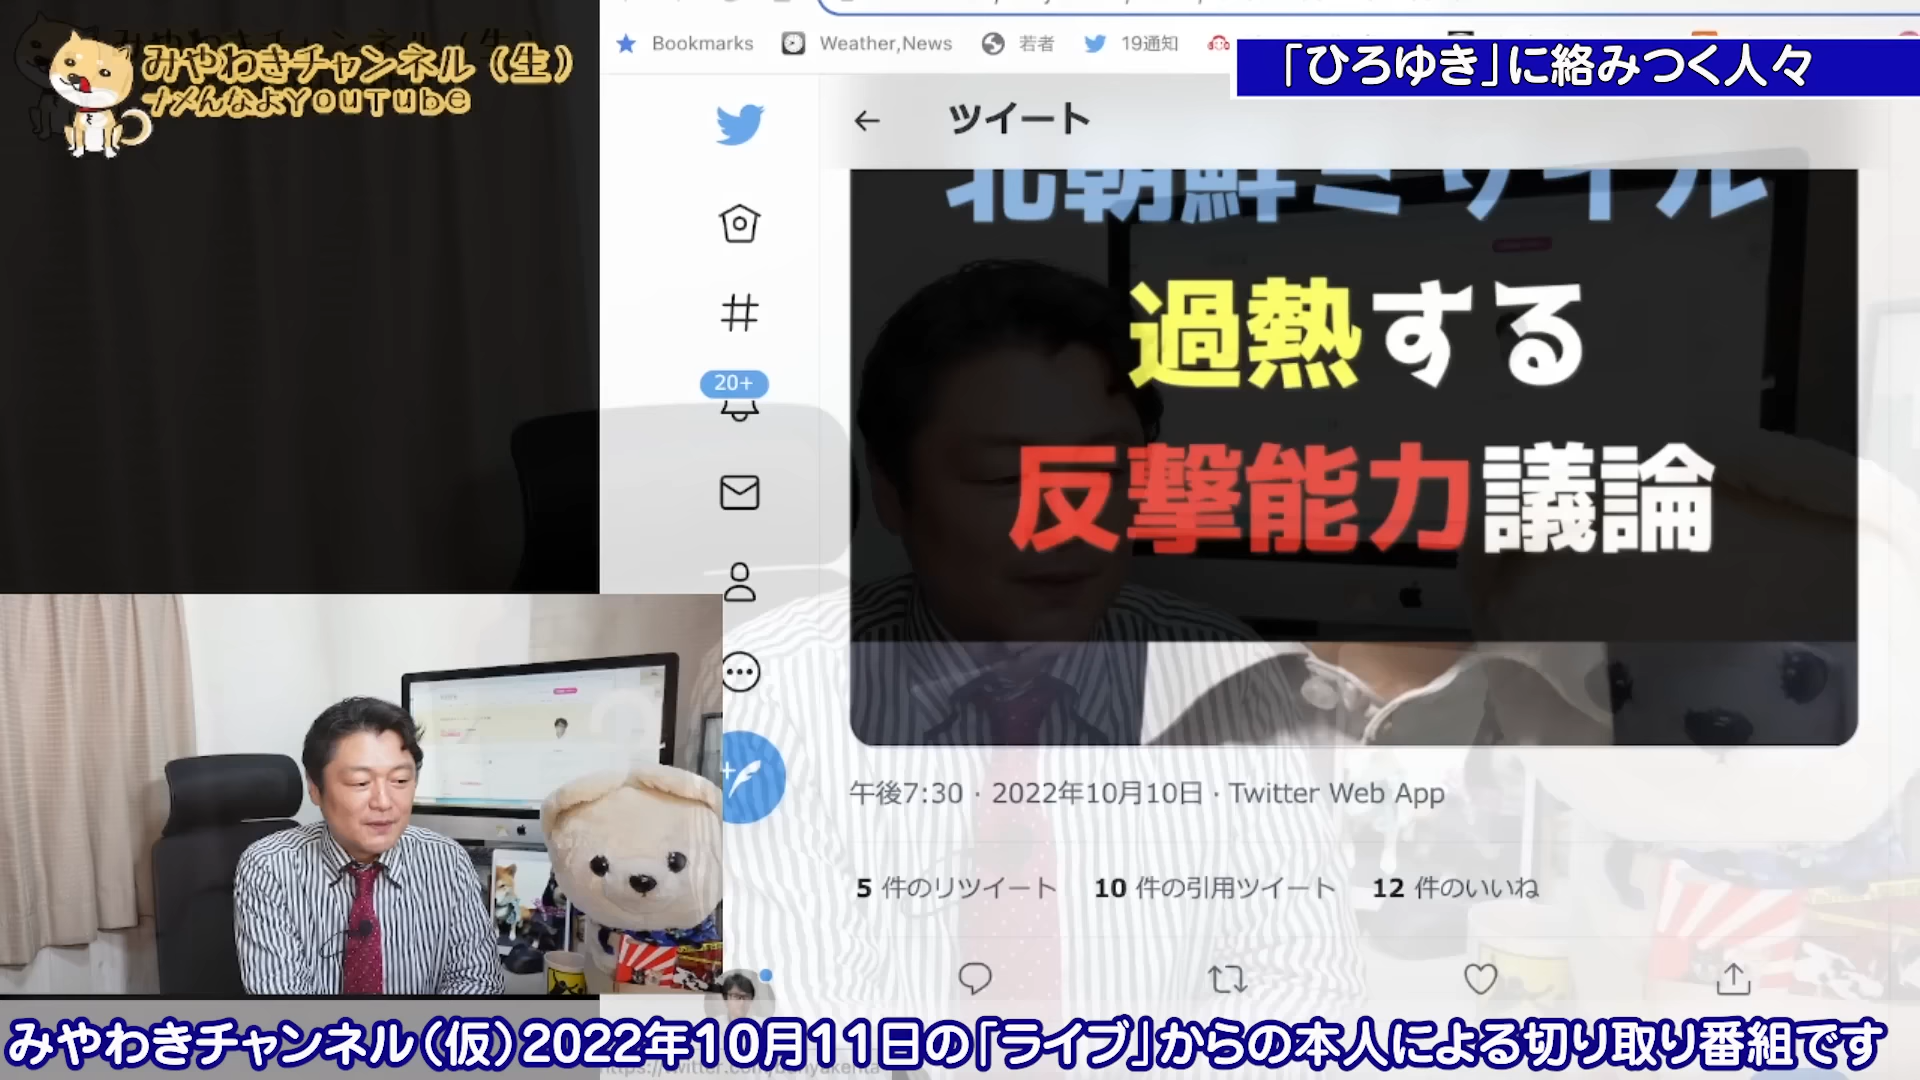 みやわきチャンネル（生）
ナメんなよYouTube
Bookmarks
Weather,News
若者
19通知
「ひろゆき」に絡みつく人々
ツイート
北朝鮮ミサイル
過熱する
反撃能力議論
20+
午後7:30 · 2022年10月10日 · Twitter Web App
5 件のリツイート 10 件の引用ツイート 12 件のいいね
みやわきチャンネル（仮）2022年10月11日の「ライブ」からの本人による切り取り番組です